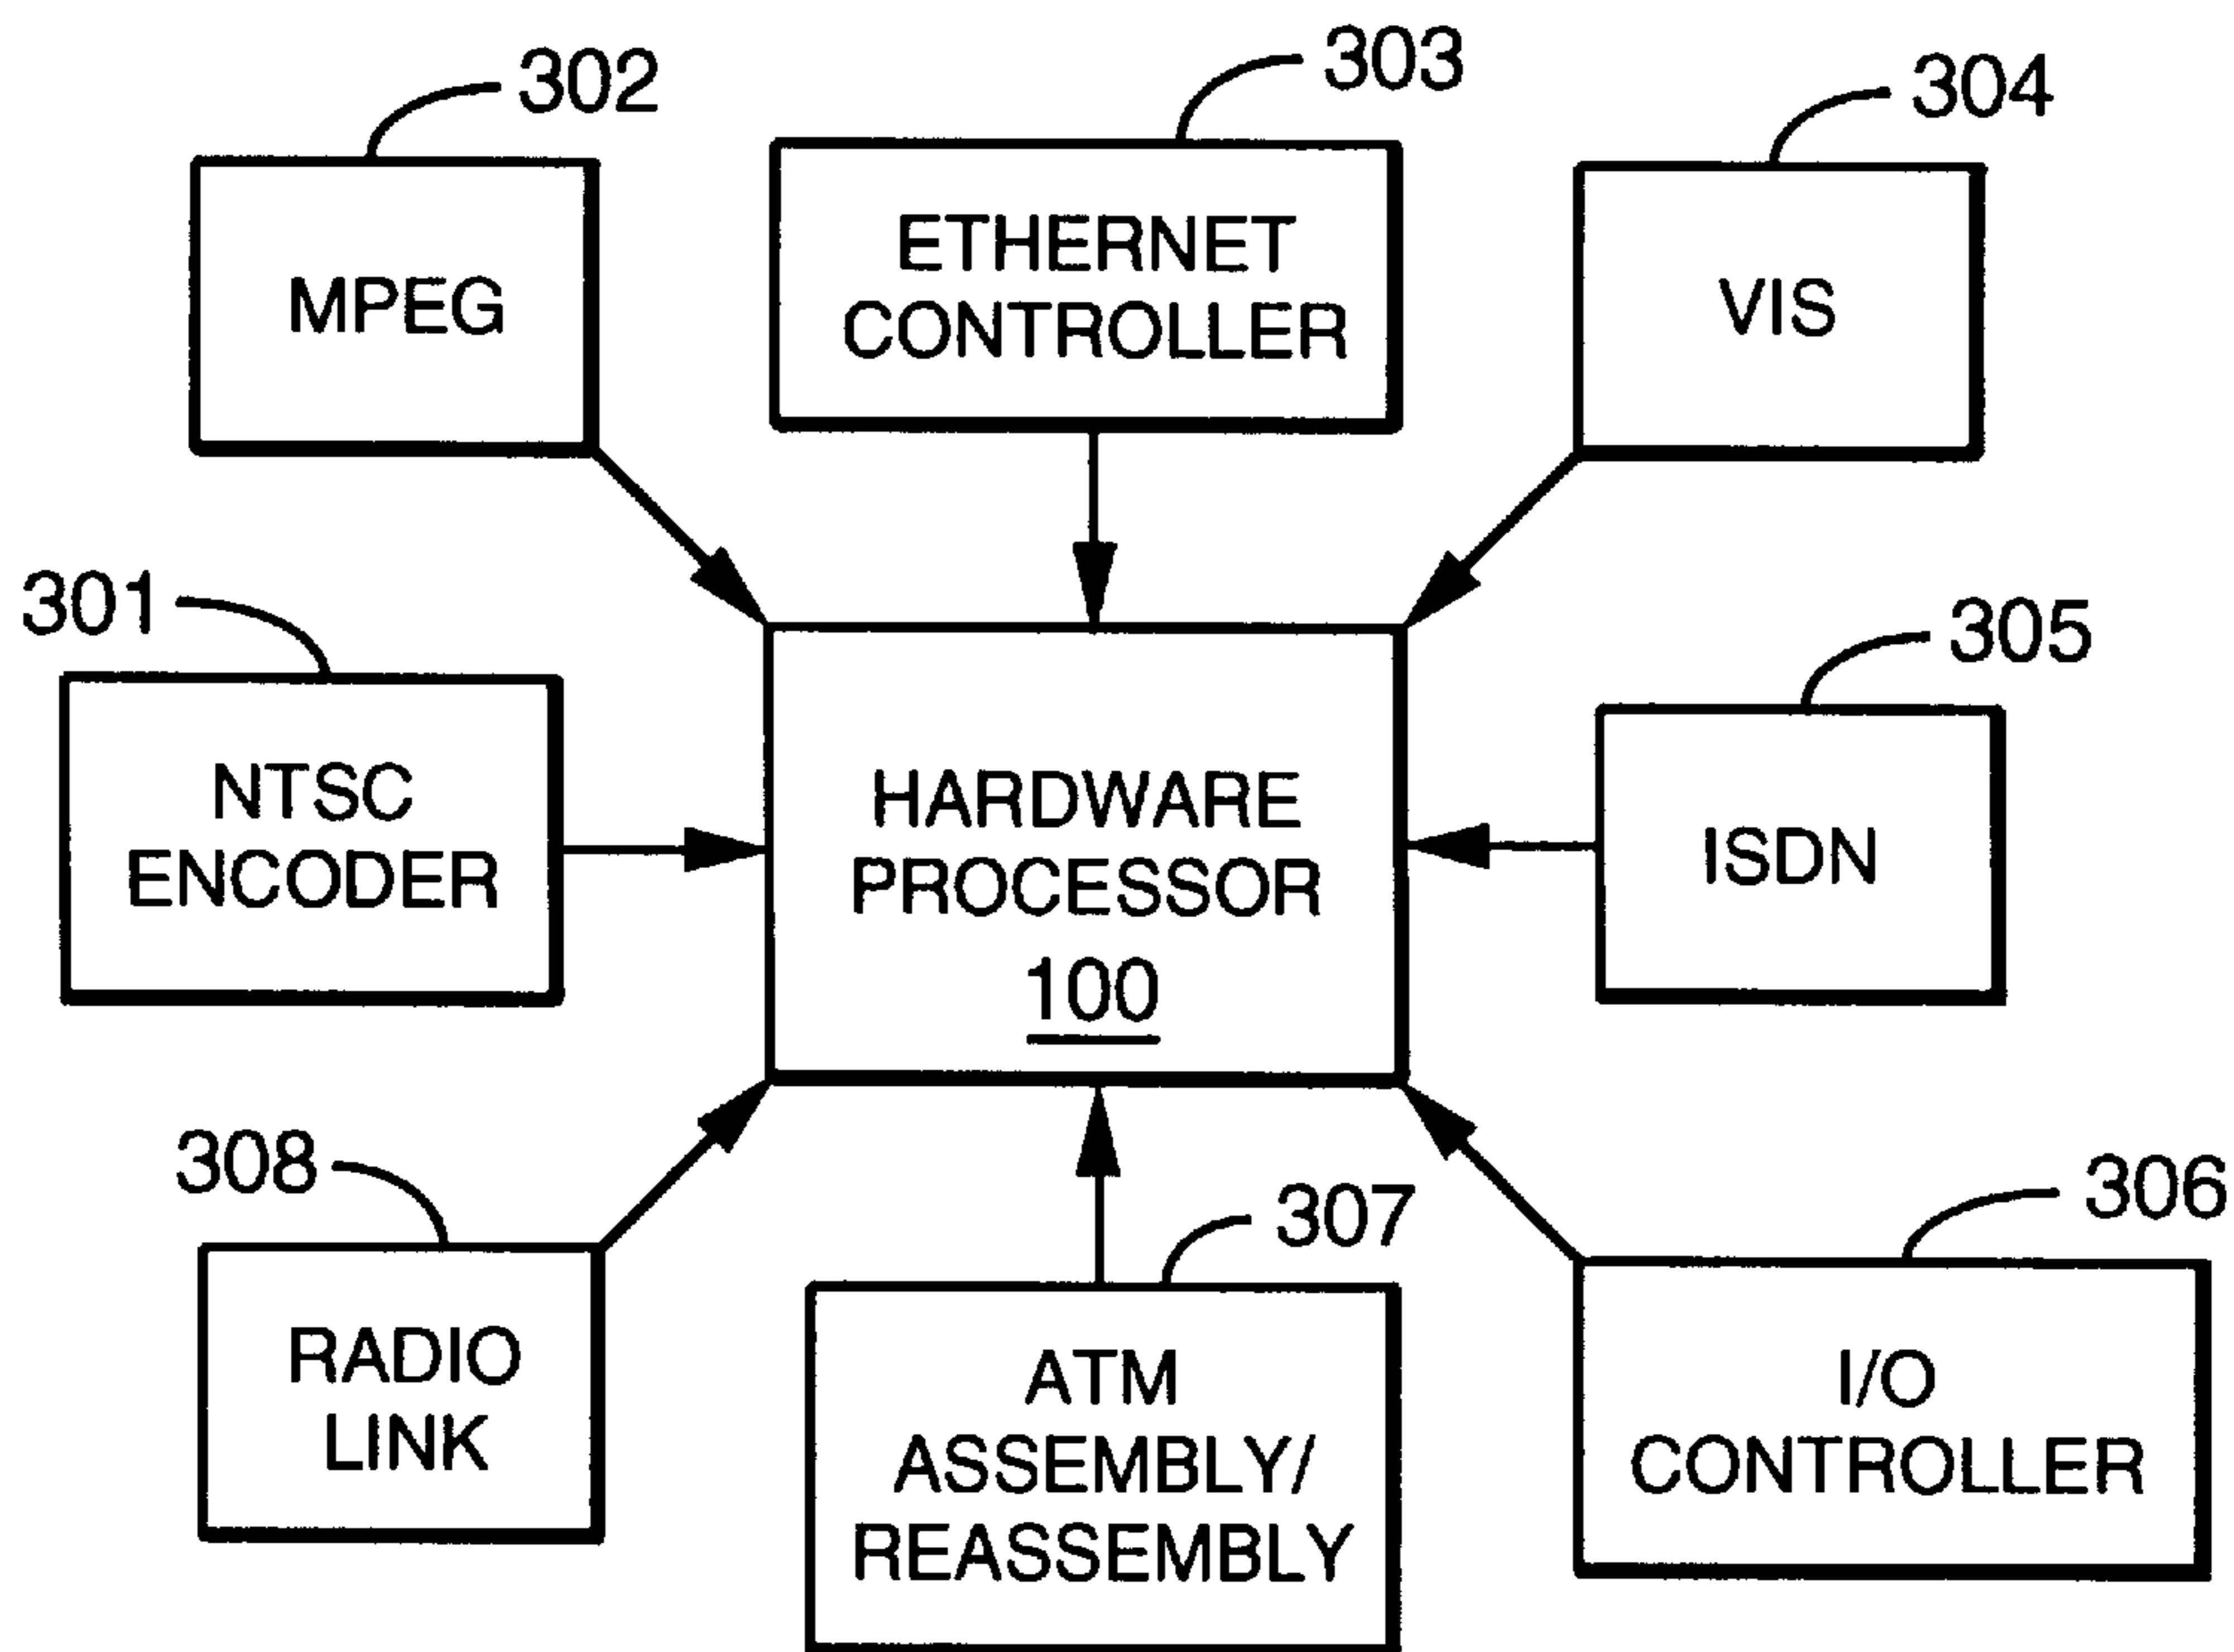 302
303
304
MPEG
ETHERNET
CONTROLLER
VIS
301
305
NTSC
ENCODER
HARDWARE
PROCESSOR
100
ISDN
308
307
306
RADIO
LINK
ATM
ASSEMBLY/
REASSEMBLY
I/O
CONTROLLER